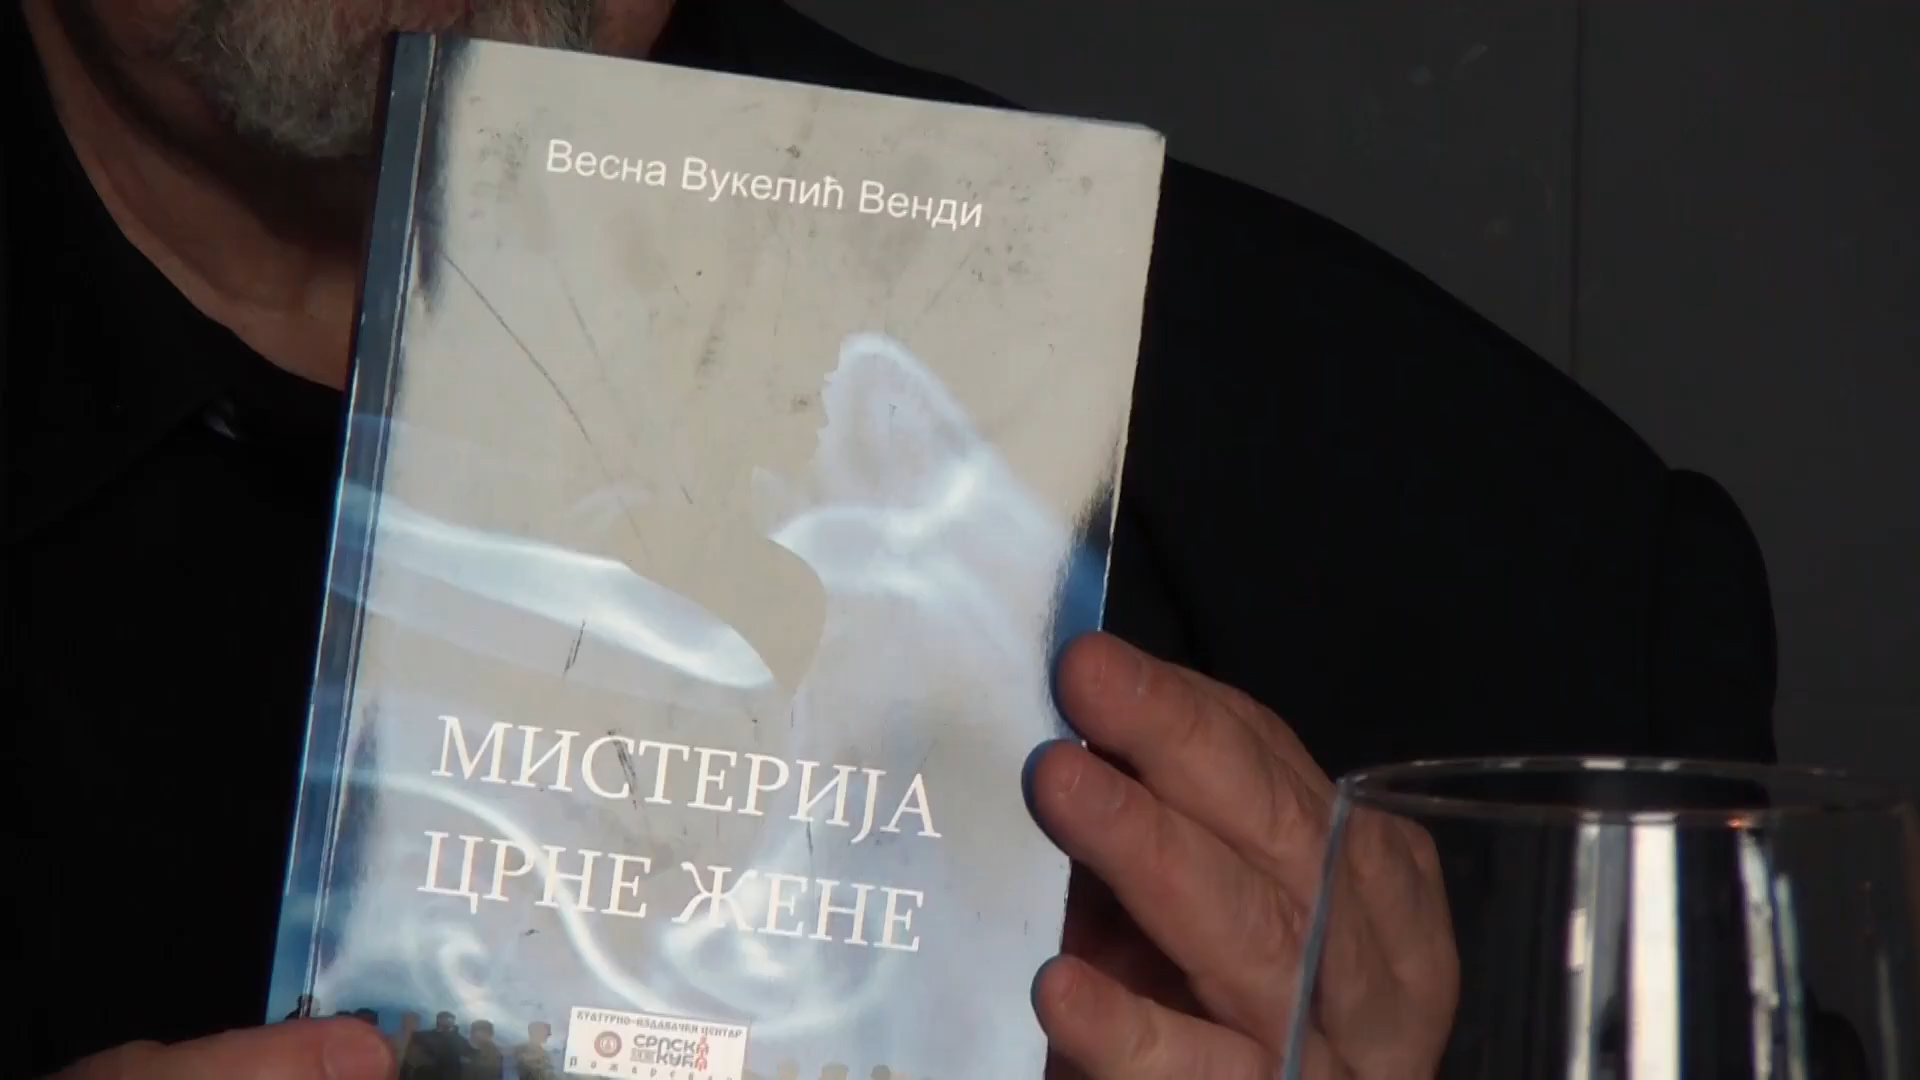 Весна Вукелић Венди
МИСТЕРИЈА
ЦРНЕ ЖЕНЕ
КУЛТУРНО-ИЗДАВАЧКИ ЦЕНТАР
СРПСКА
КУЋА